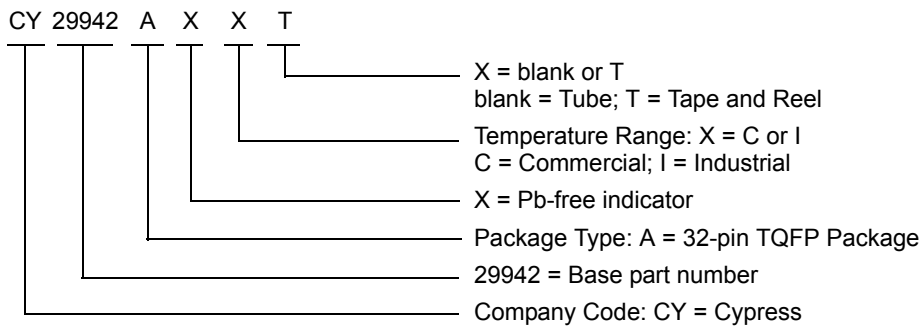 CY 29942 A X X T
X = blank or T
blank = Tube; T = Tape and Reel
Temperature Range: X = C or I
C = Commercial; I = Industrial
X = Pb-free indicator
Package Type: A = 32-pin TQFP Package
29942 = Base part number
Company Code: CY = Cypress